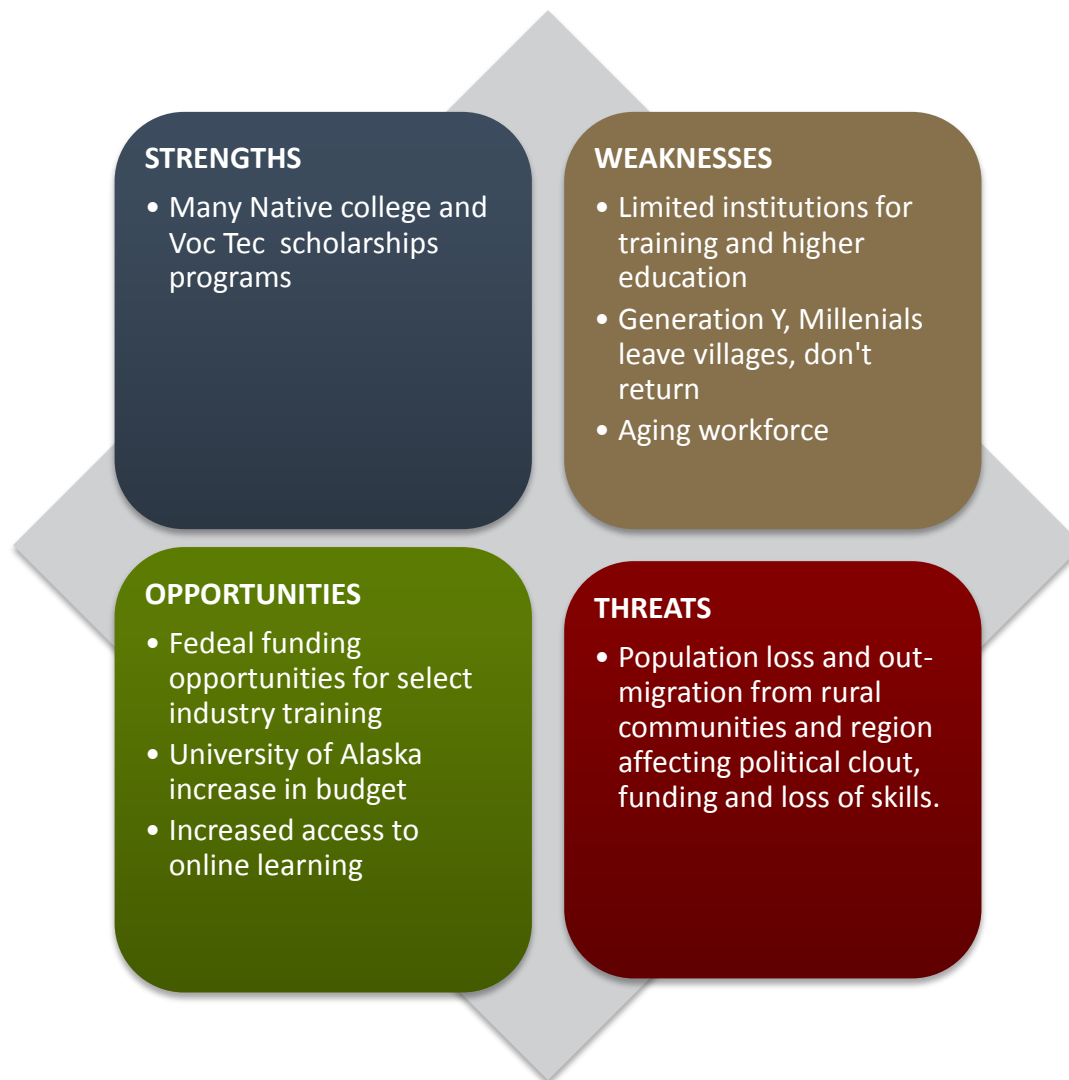 STRENGTHS
• Many Native college and
Voc Tec  scholarships
programs
WEAKNESSES
• Limited institutions for
training and higher
education
• Generation Y, Millenials
leave villages, don't
return
• Aging workforce
OPPORTUNITIES
• Fedeal funding
opportunities for select
industry training
• University of Alaska
increase in budget
• Increased access to
online learning
THREATS
• Population loss and out-
migration from rural
communities and region
affecting political clout,
funding and loss of skills.